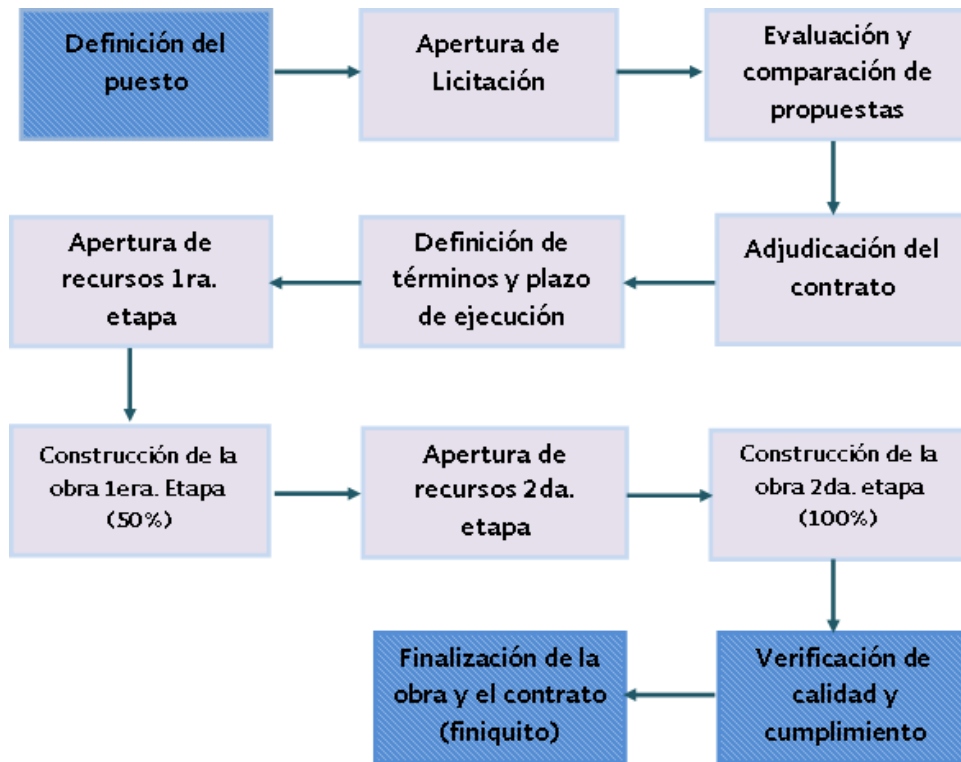 Definición del
puesto
Apertura de
Licitación
Evaluación y
comparación de
propuestas
Adjudicación del
contrato
Definición de
términos y plazo
de ejecución
Apertura de
recursos 1ra.
etapa
Construcción de la
obra 1era. Etapa
(50%)
Apertura de
recursos 2da.
etapa
Construcción de la
obra 2da. etapa
(100%)
Verificación de
calidad y
cumplimiento
Finalización de la
obra y el contrato
(finiquito)